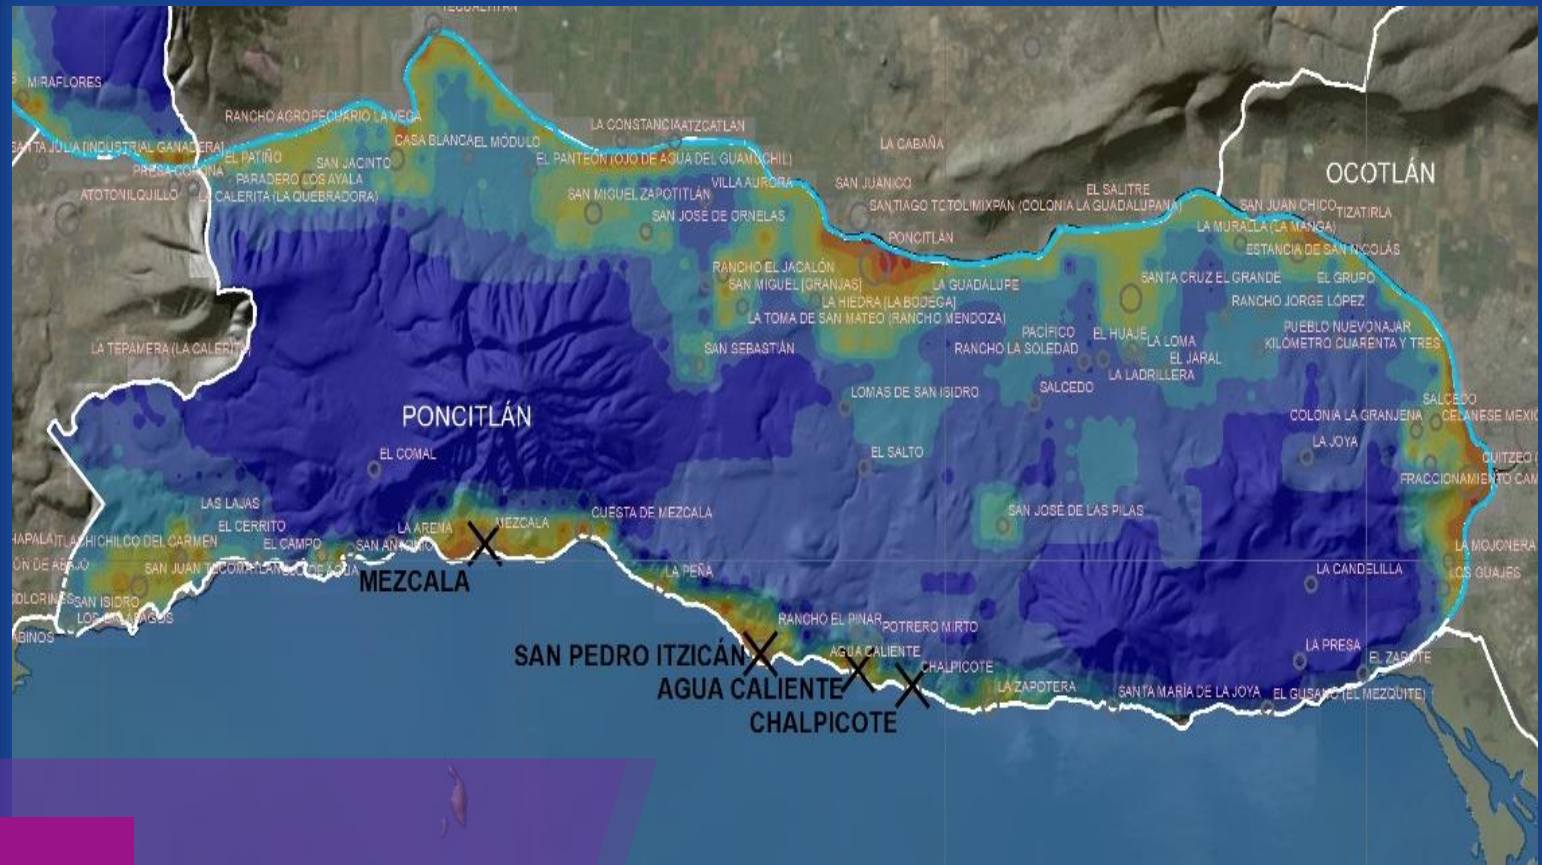 MIRAFLORES
RANCHO AGROPECUARIO LA VEGA
LA CONSTANCIA
ATZCATLAN
CASA BLANCA
EL MÓDULO
LA CABAÑA
EL PATIÑO
SAN JACINTO
EL PANTEÓN (OJO DE AGUA DEL GUAMÚCHIL)
OCOTLÁN
PARADERO LOS AYALA
VILLA AURORA
SAN JUANICO
EL SALITRE
ATOTONILQUILLO
LA CALERITA (LA QUEBRADORA)
SAN MIGUEL ZAPOTITLÁN
SANTIAGO TOTOLIMIXPAN (COLONIA LA GUADALUPANA)
SAN JUAN CHICO
TIZATIRLA
SAN JOSÉ DE ORNELAS
LA MURALLA (LA MANGA)
PONCITLÁN
ESTANCIA DE SAN NICOLÁS
RANCHO EL JACALÓN
SAN MIGUEL [GRANJAS]
LA GUADALUPE
SANTA CRUZ EL GRANDE
EL GRUPO
LA HIEDRA [LA BODEGA]
RANCHO JORGE LÓPEZ
LA TOMA DE SAN MATEO (RANCHO MENDOZA)
PACÍFICO
EL HUAJE
LA LOMA
PUEBLO NUEVO
NAJAR
LA TEPAMERA (LA CALERITA)
SAN SEBASTIÁN
RANCHO LA SOLEDAD
EL JARAL
KILÓMETRO CUARENTA Y TRES
LA LADRILLERA
LOMAS DE SAN ISIDRO
SALCEDO
SALCEDO
PONCITLÁN
COLONIA LA GRANJENA
LA JOYA
EL COMAL
EL SALTO
FRACCIONAMIENTO
LAS LAJAS
CUESTA DE MEZCALA
SAN JOSÉ DE LAS PILAS
EL CERRITO
LA ARENA
MEZCALA
EL CAMPO
SAN ANTONIO
LA MOJONERA
SAN JUAN TECOMATLÁN
LA PEÑA
LA CANDELILLA
LOS GUAJES
MEZCALA
SAN ISIDRO
RANCHO EL PINAR
POTRERO MIRTO
SAN PEDRO ITZICÁN
AGUA CALIENTE
LA PRESA
EL ZAPOTE
CHALPICOTE
AGUA CALIENTE
LA ZAPOTERA
SANTA MARÍA DE LA JOYA
EL GUSANO (EL MEZQUITE)
CHALPICOTE